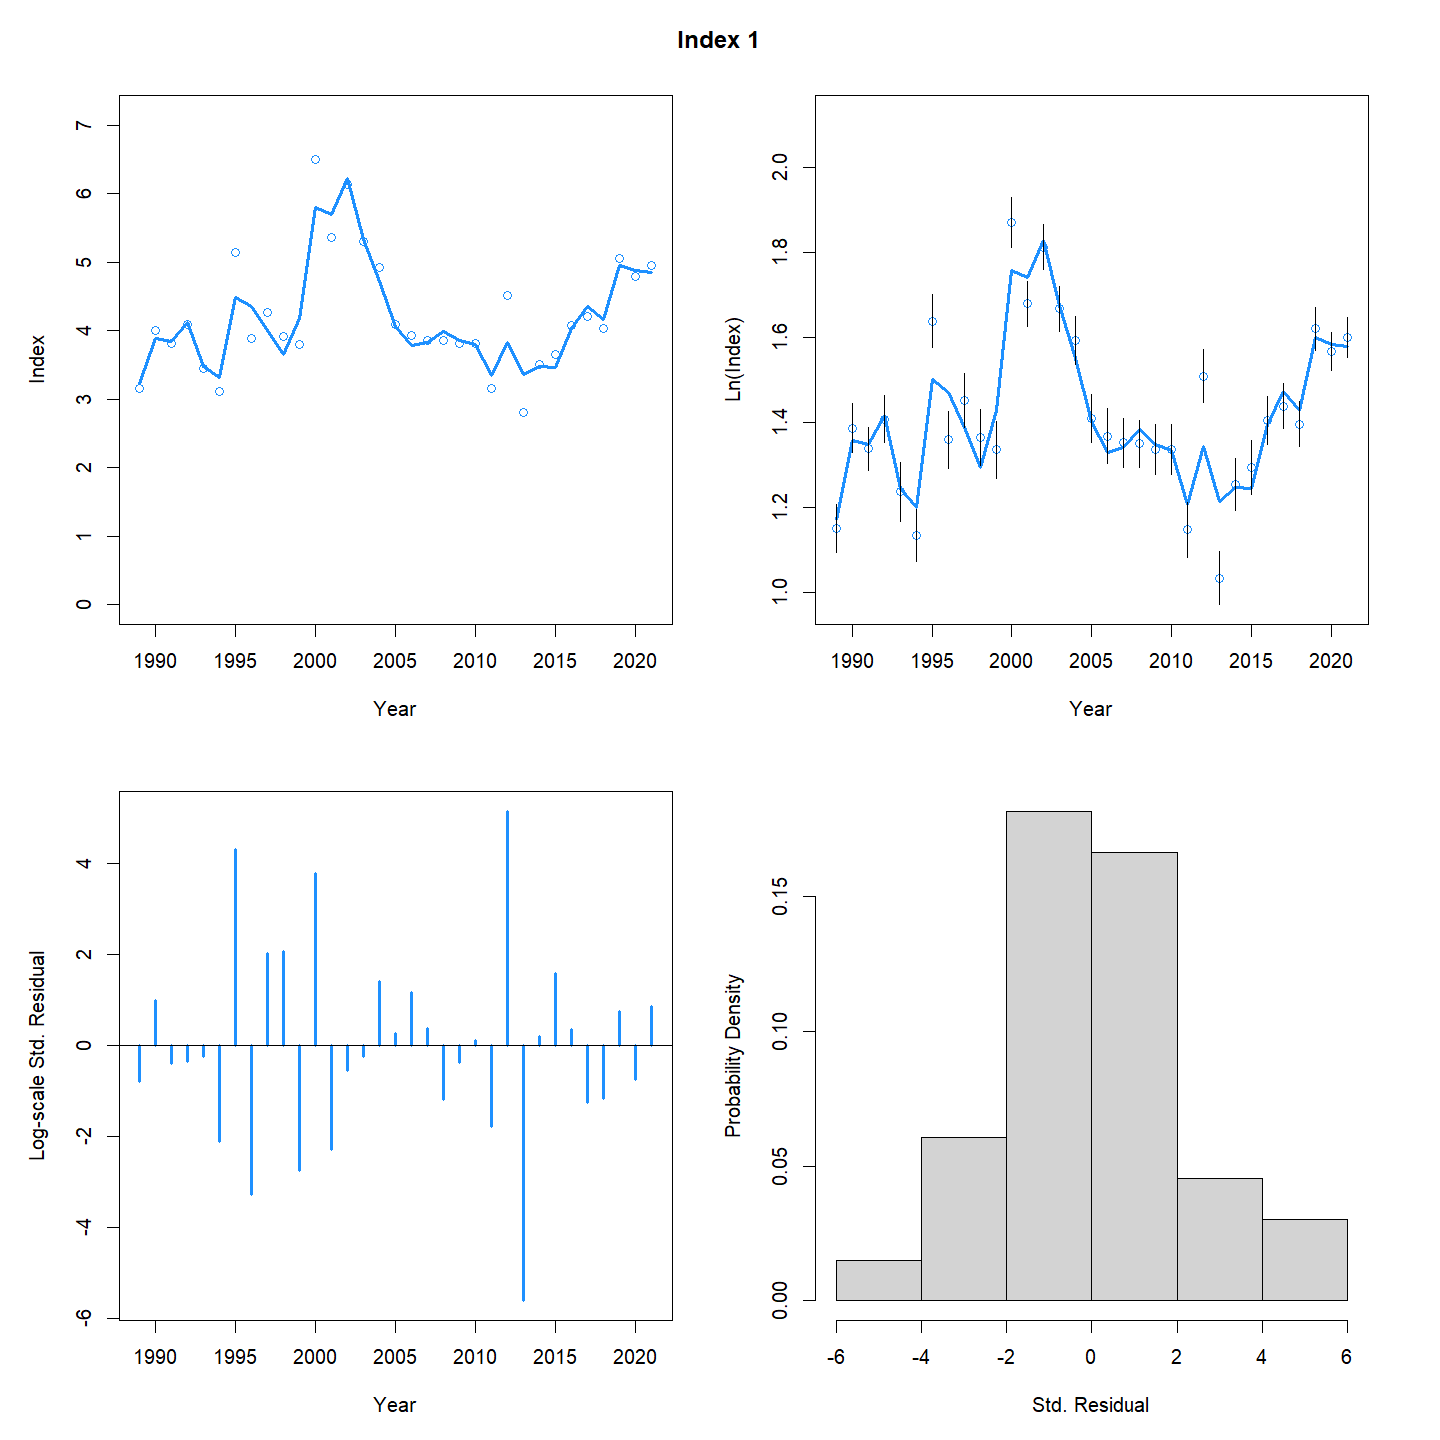 Index 1
Index
7
6
5
4
3
2
1
0
1990 1995 2000 2005 2010 2015 2020
Year
Ln(Index)
2.0
1.8
1.6
1.4
1.2
1.0
1990 1995 2000 2005 2010 2015 2020
Year
Log-scale Std. Residual
4
2
0
-2
-4
-6
1990 1995 2000 2005 2010 2015 2020
Year
Probability Density
0.15
0.10
0.05
0.00
-6 -4 -2 0 2 4 6
Std. Residual